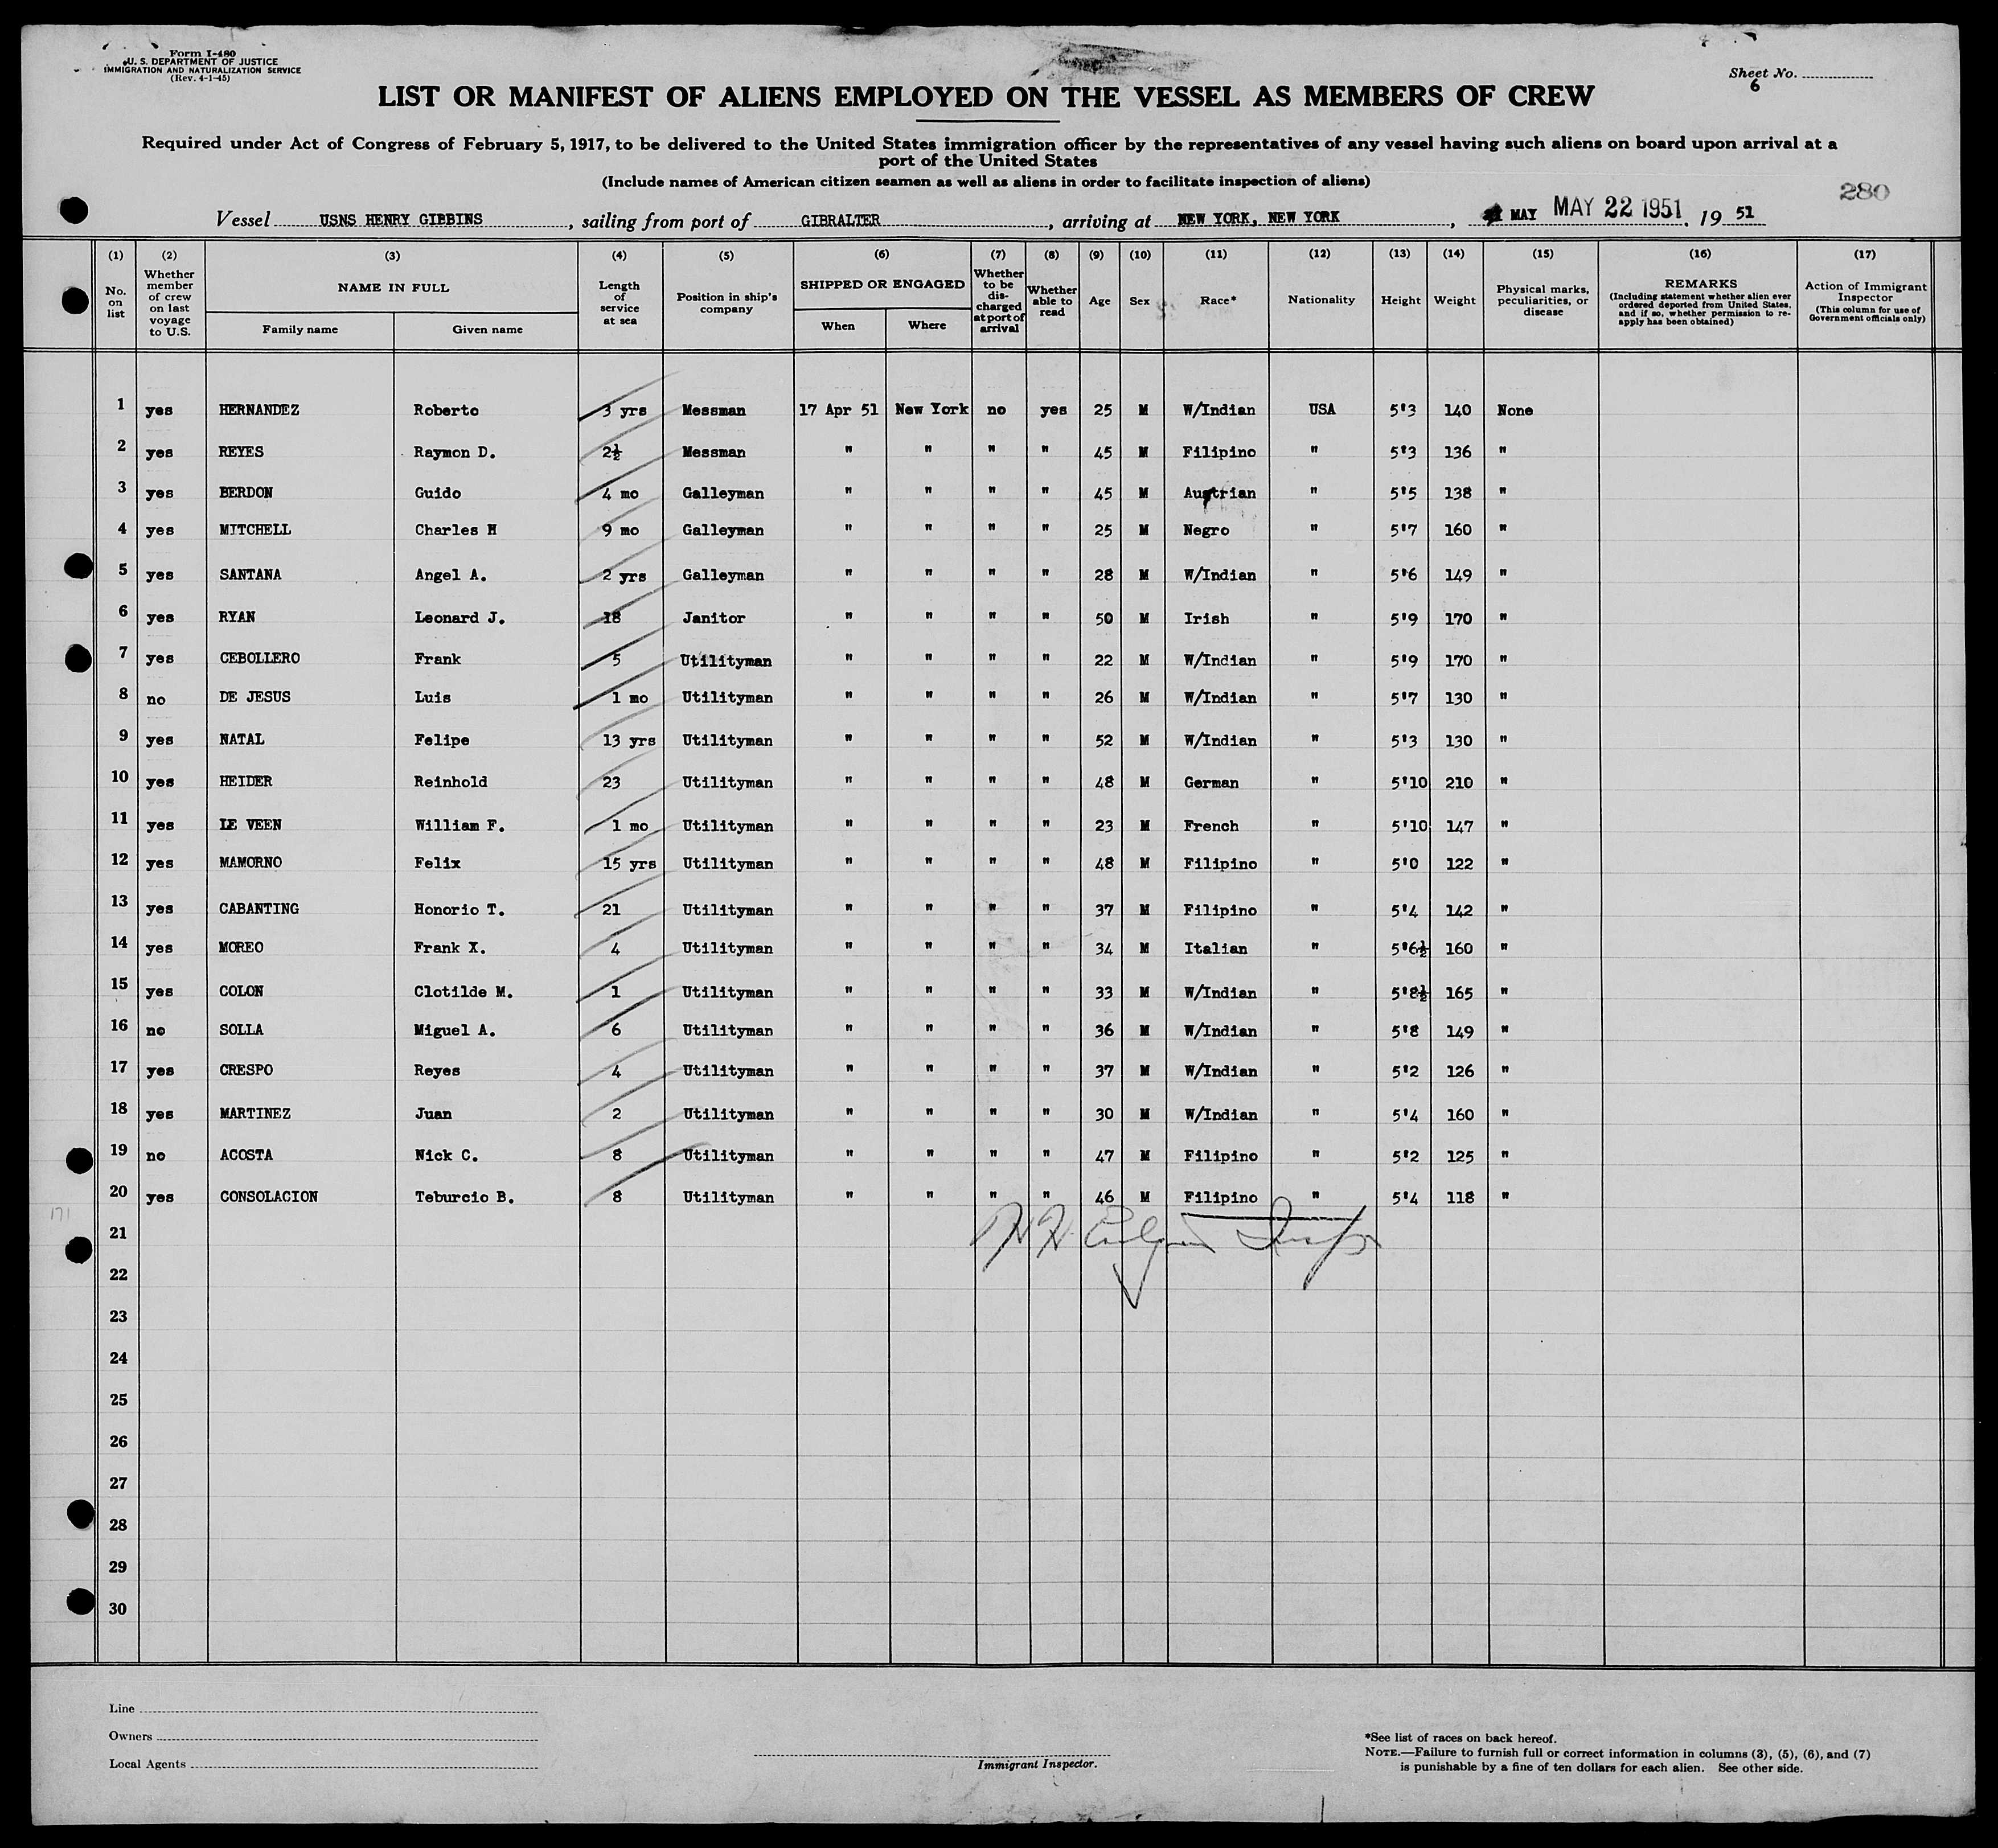 Form I-480
U. S. DEPARTMENT OF JUSTICE
IMMIGRATION AND NATURALIZATION SERVICE
(Rev. 4-1-45)
Sheet No.
6
LIST OR MANIFEST OF ALIENS EMPLOYED ON THE VESSEL AS MEMBERS OF CREW
Required under Act of Congress of February 5, 1917, to be delivered to the United States immigration officer by the representatives of any vessel having such aliens on board upon arrival at a
port of the United States
(Include names of American citizen seamen as well as aliens in order to facilitate inspection of aliens)
280
Vessel USNS HENRY GIBBINS, sailing from port of GIBRALTER, arriving at NEW YORK, NEW YORK, MAY MAY 22 1951, 19 51
(1) (2) (3) (4) (5) (6) (7) (8) (9) (10) (11) (12) (13) (14) (15) (16) (17)
No. on list
Whether member of crew on last voyage to U.S.
NAME IN FULL
Family name
Given name
Length of service at sea
Position in ship's company
SHIPPED OR ENGAGED
When
Where
Whether to be discharged at port of arrival
Whether able to read
Age
Sex
Race*
Nationality
Height
Weight
Physical marks, peculiarities, or disease
REMARKS
(Including statement whether alien ever ordered deported from United States, and if so, whether permission to re-apply has been obtained)
Action of Immigrant Inspector
(This column for use of Government officials only)
1 yes HERNANDEZ Roberto 3 yrs Messman 17 Apr 51 New York no yes 25 M W/Indian USA 5'3 140 None
2 yes REYES Raymon D. 2½ Messman " " " " 45 M Filipino " 5'3 136 "
3 yes BERDON Guido 4 mo Galleyman " " " " 45 M Austrian " 5'5 138 "
4 yes MITCHELL Charles H 9 mo Galleyman " " " " 25 M Negro " 5'7 160 "
5 yes SANTANA Angel A. 2 yrs Galleyman " " " " 28 M W/Indian " 5'6 149 "
6 yes RYAN Leonard J. 18 Janitor " " " " 50 M Irish " 5'9 170 "
7 yes CEBOLLERO Frank 5 Utilityman " " " " 22 M W/Indian " 5'9 170 "
8 no DE JESUS Luis 1 mo Utilityman " " " " 26 M W/Indian " 5'7 130 "
9 yes NATAL Felipe 13 yrs Utilityman " " " " 52 M W/Indian " 5'3 130 "
10 yes HEIDER Reinhold 23 Utilityman " " " " 48 M German " 5'10 210 "
11 yes LE VEEN William F. 1 mo Utilityman " " " " 23 M French " 5'10 147 "
12 yes MAMORNO Felix 15 yrs Utilityman " " " " 48 M Filipino " 5'0 122 "
13 yes CABANTING Honorio T. 21 Utilityman " " " " 37 M Filipino " 5'4 142 "
14 yes MOREO Frank X. 4 Utilityman " " " " 34 M Italian " 5'6½ 160 "
15 yes COLON Clotilde M. 1 Utilityman " " " " 33 M W/Indian " 5'8½ 165 "
16 no SOLLA Miguel A. 6 Utilityman " " " " 36 M W/Indian " 5'8 149 "
17 yes CRESPO Reyes 4 Utilityman " " " " 37 M W/Indian " 5'2 126 "
18 yes MARTINEZ Juan 2 Utilityman " " " " 30 M W/Indian " 5'4 160 "
19 no ACOSTA Nick C. 8 Utilityman " " " " 47 M Filipino " 5'2 125 "
20 yes CONSOLACION Teburcio B. 8 Utilityman " " " " 46 M Filipino " 5'4 118 "
171
21
22
23
24
25
26
27
28
29
30
Line
Owners
Local Agents
Immigrant Inspector.
*See list of races on back hereof.
NOTE.—Failure to furnish full or correct information in columns (3), (5), (6), and (7)
is punishable by a fine of ten dollars for each alien. See other side.